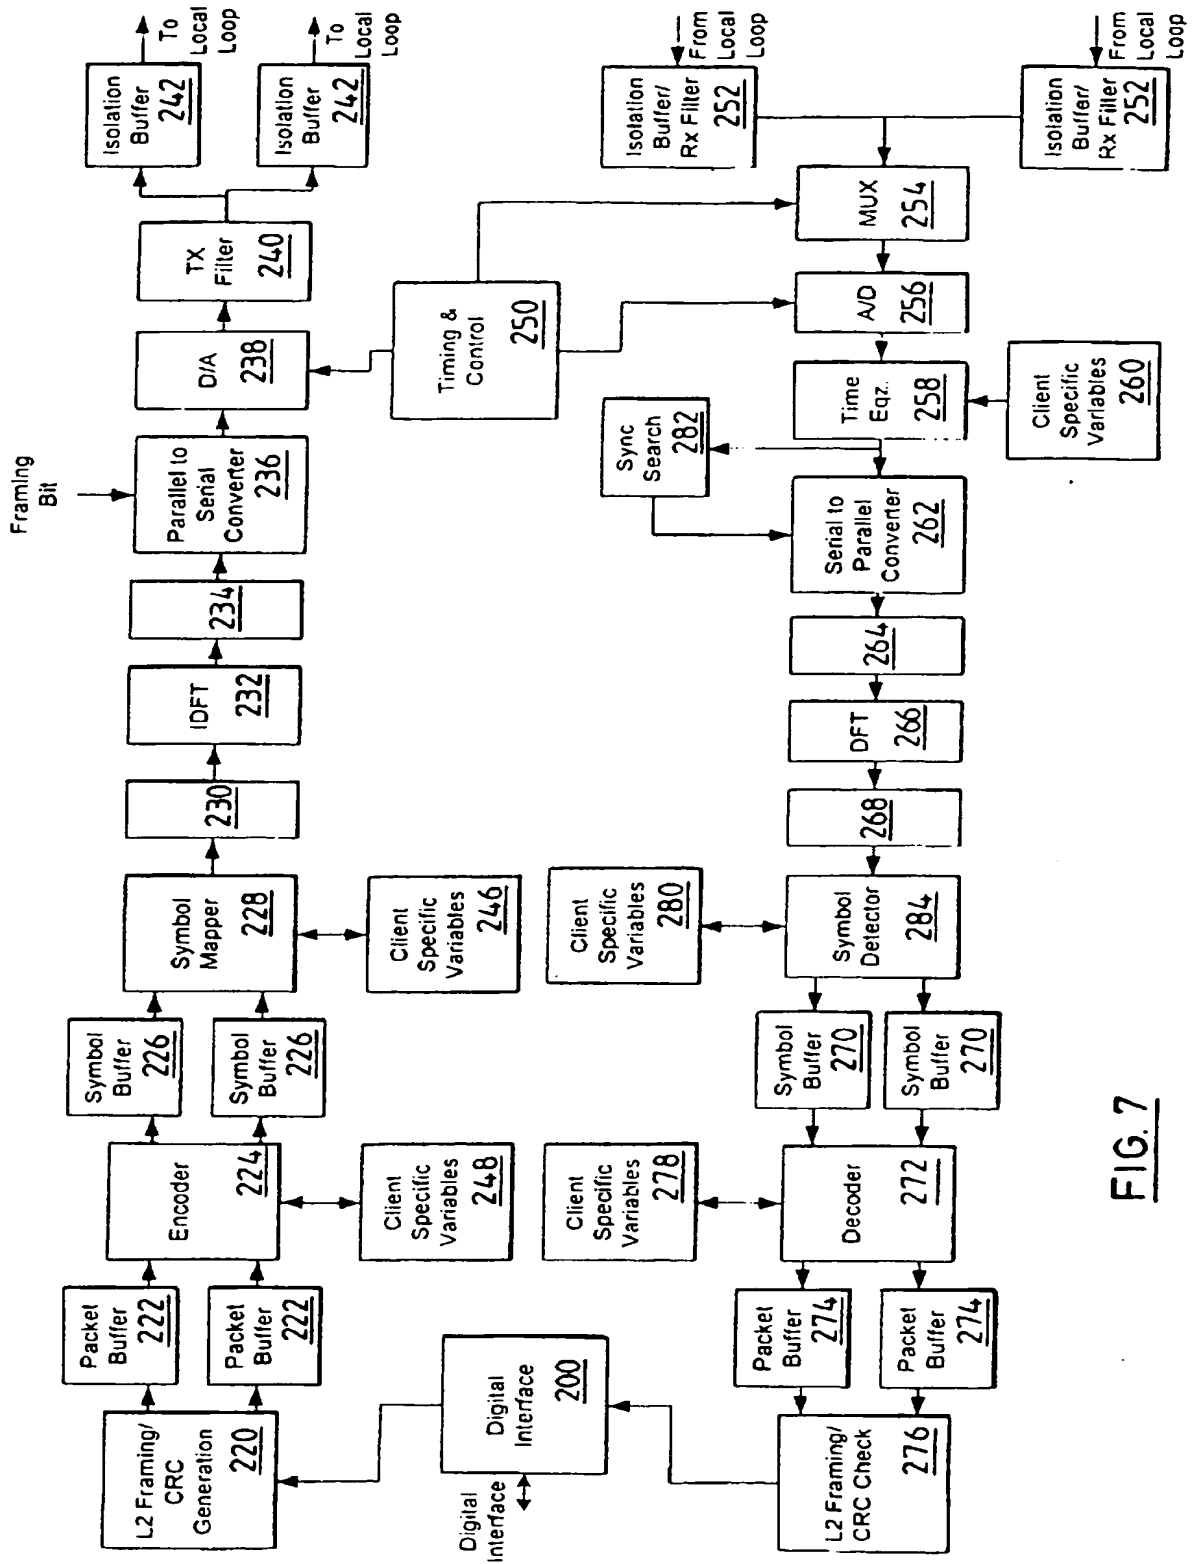 Digital
Interface
Digital
Interface
200
L2 Framing/
CRC
Generation
220
Packet
Buffer
222
Packet
Buffer
222
Encoder
224
Client
Specific
Variables
248
Symbol
Buffer
226
Symbol
Buffer
226
Symbol
Mapper
228
Client
Specific
Variables
246
230
IDFT
232
234
Framing
Bit
Parallel to
Serial
Converter
236
D/A
238
TX
Filter
240
Isolation
Buffer
242
To
Local
Loop
Isolation
Buffer
242
To
Local
Loop
Timing &
Control
250
From
Local
Loop
Isolation
Buffer/
Rx Filter
252
From
Local
Loop
Isolation
Buffer/
Rx Filter
252
MUX
254
A/D
256
Time
Eqz.
258
Client
Specific
Variables
260
Sync
Search
282
Serial to
Parallel
Converter
262
264
DFT
266
268
Symbol
Detector
284
Client
Specific
Variables
280
Symbol
Buffer
270
Symbol
Buffer
270
Decoder
272
Client
Specific
Variables
278
Packet
Buffer
274
Packet
Buffer
274
L2 Framing/
CRC Check
276
FIG. 7